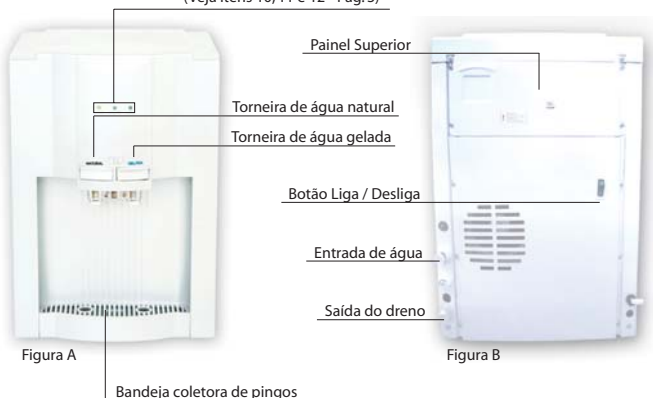 (Veja itens 10, 11 e 12 - Pág. 5)
Painel Superior
Torneira de água natural
NATURAL
Torneira de água gelada
Botão Liga / Desliga
Entrada de água
Saída do dreno
Figura A
Figura B
Bandeja coletora de pingos